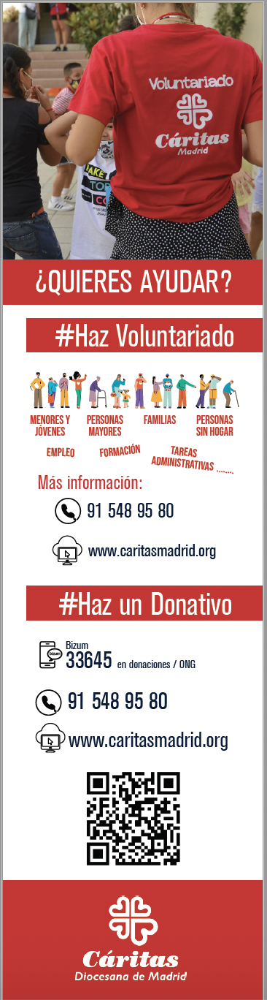 Voluntariado
Cáritas
Madrid
¿QUIERES AYUDAR?
#Haz Voluntariado
MENORES Y
JÓVENES
PERSONAS
MAYORES
FAMILIAS
PERSONAS
SIN HOGAR
EMPLEO
FORMACIÓN
TAREAS
ADMINISTRATIVAS .......
Más información:
91 548 95 80
www.caritasmadrid.org
#Haz un Donativo
bizum
Bizum
33645 en donaciones / ONG
91 548 95 80
www.caritasmadrid.org
Cáritas
Diocesana de Madrid